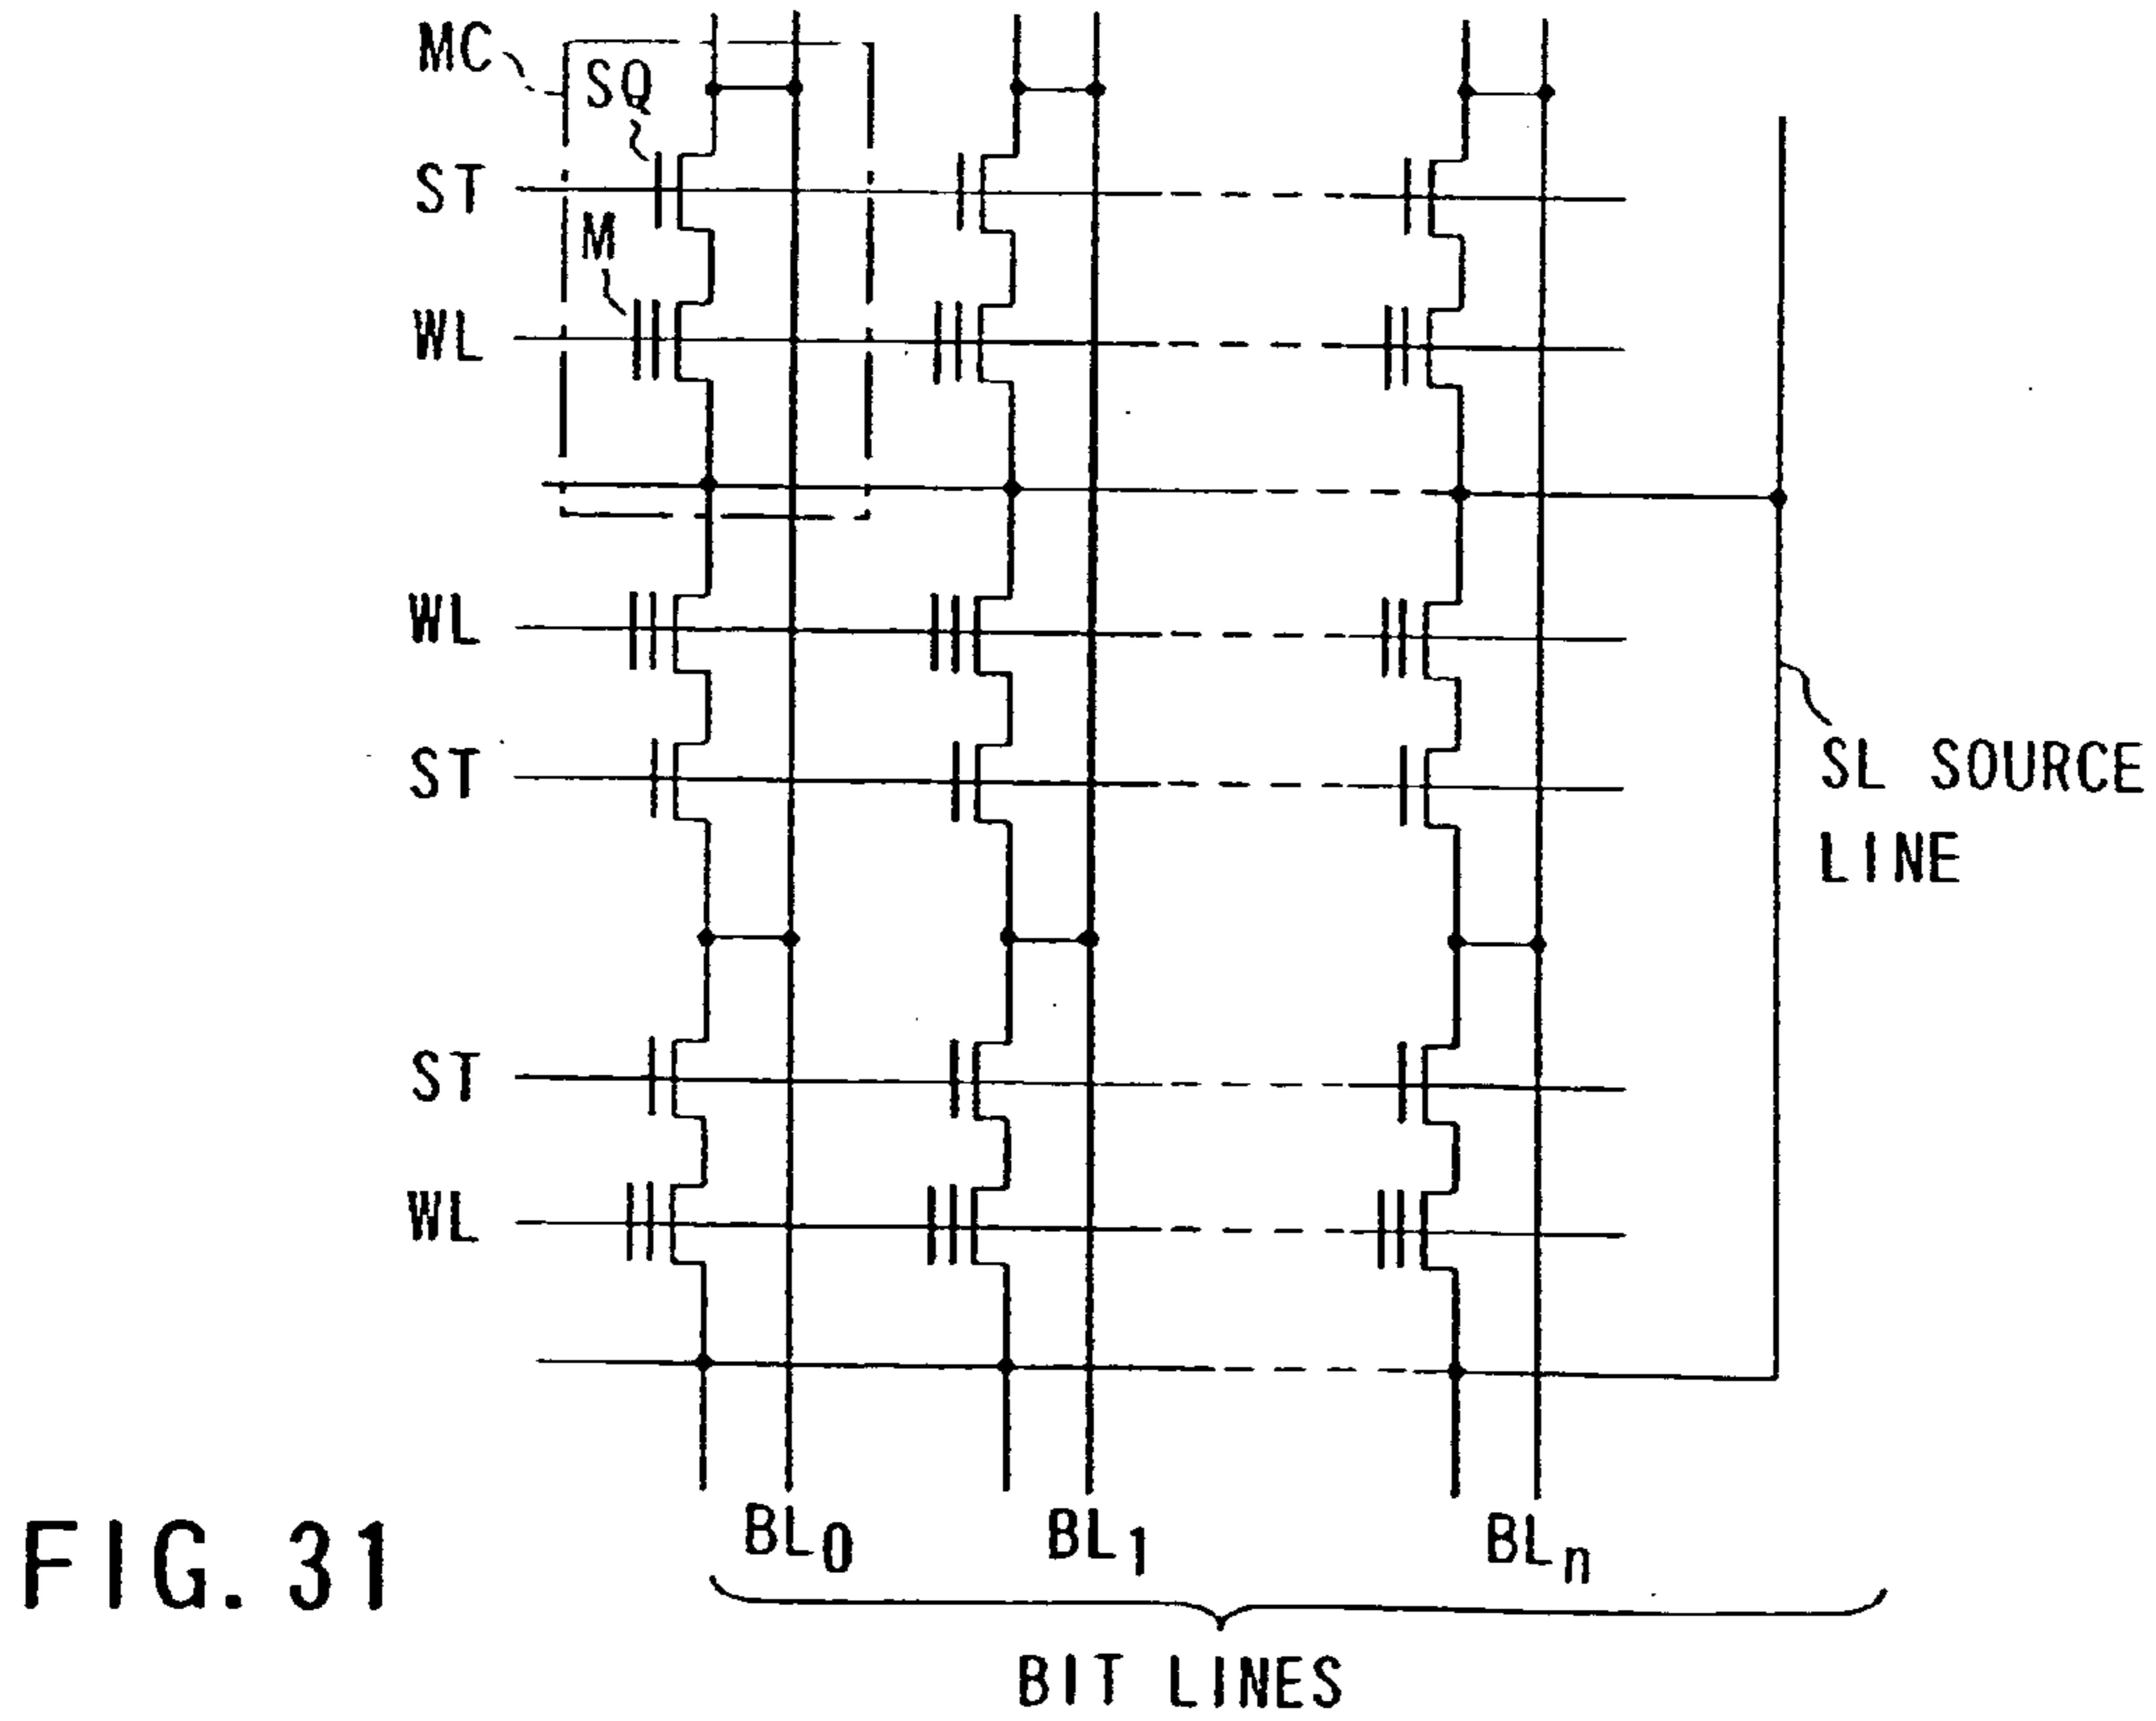 MC
SQ
ST
M
WL
WL
ST
SL SOURCE
LINE
ST
WL
BL0
BL1
BLn
FIG. 31
BIT LINES